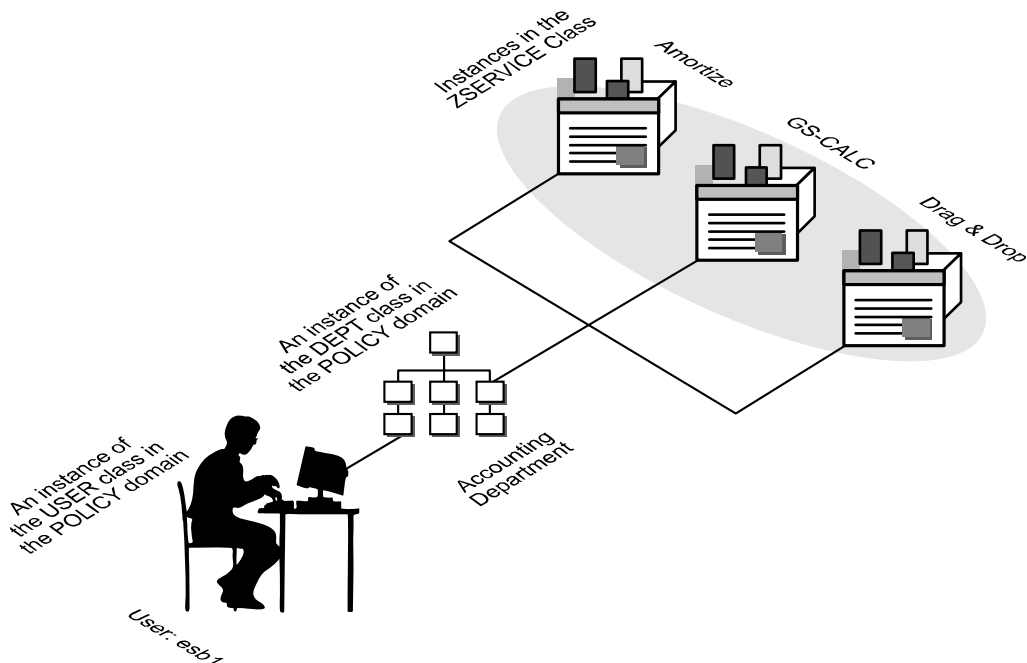 Instances in the
ZSERVICE Class
Amortize
GS-CALC
Drag & Drop
An instance of
the DEPT class in
the POLICY domain
Accounting
Department
An instance of
the USER class in
the POLICY domain
User: esb1